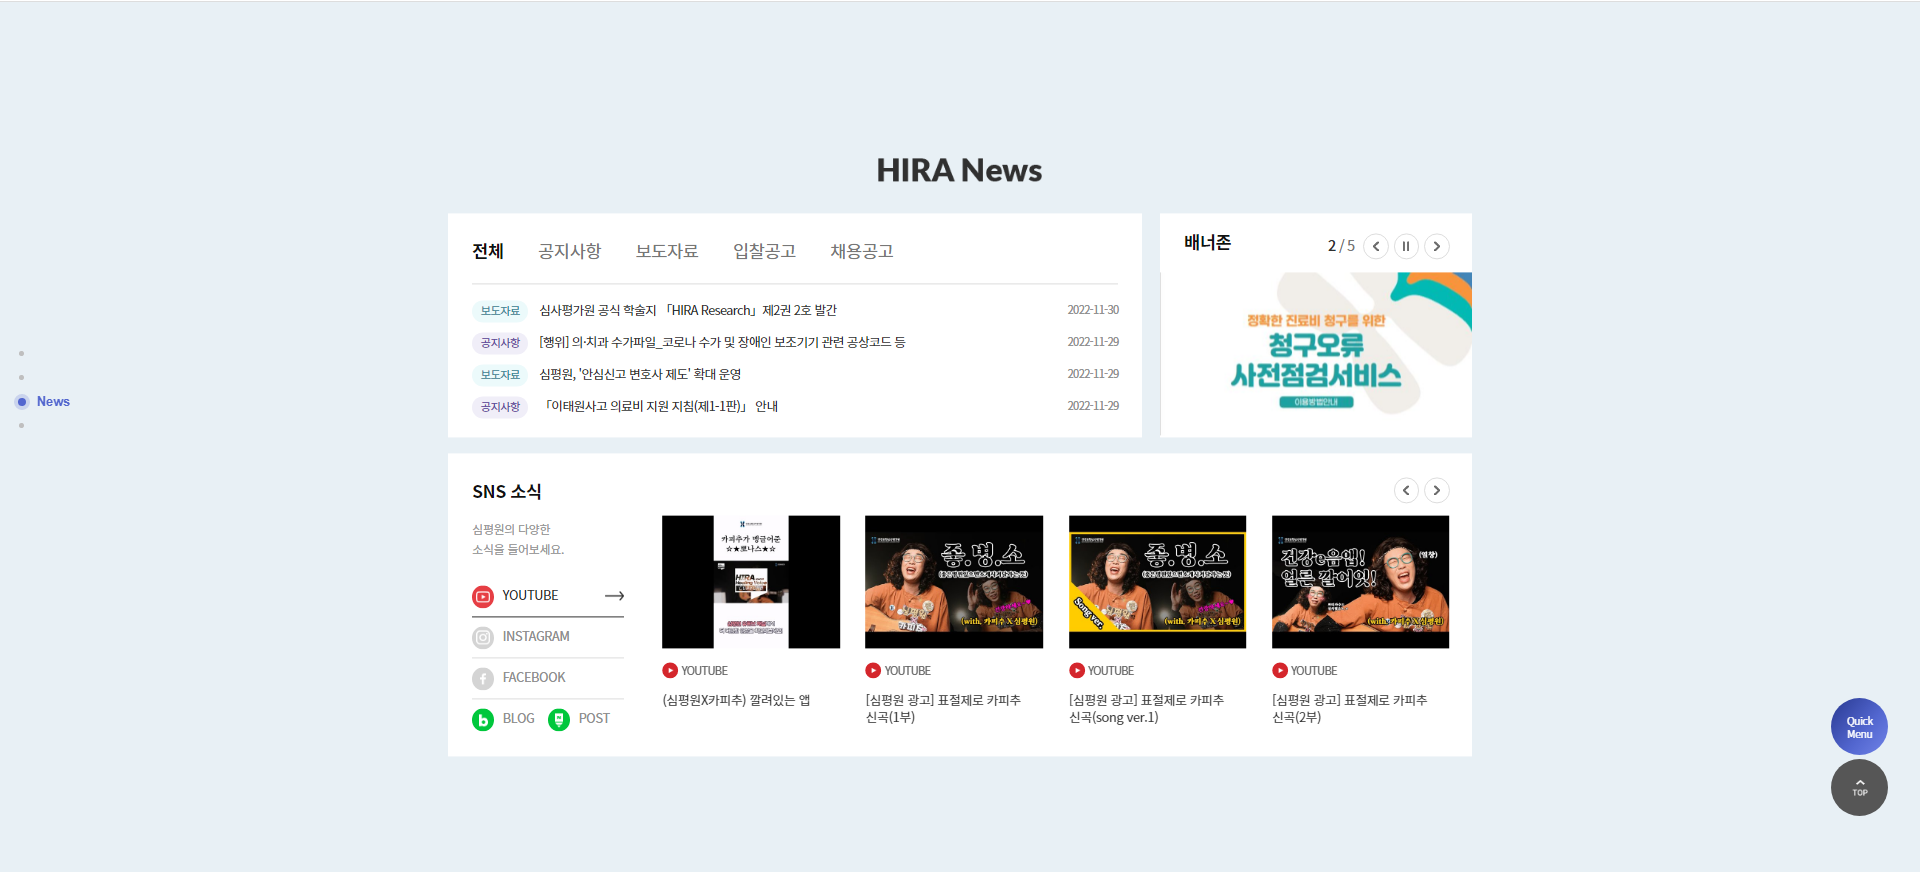 HIRA News
전체 공지사항 보도자료 입찰공고 채용공고
보도자료 심사평가원 공식 학술지 「HIRA Research」 제2권 2호 발간 2022-11-30
공지사항 [행위] 의·치과 수가파일_코로나 수가 및 장애인 보조기기 관련 공상코드 등 2022-11-29
보도자료 심평원, '안심신고 변호사 제도' 확대 운영 2022-11-29
공지사항 「이태원사고 의료비 지원 지침(제1-1판)」 안내 2022-11-29
배너존 2 / 5
정확한 진료비 청구를 위한
청구오류
사전점검서비스
이용방법안내
News
SNS 소식
심평원의 다양한
소식을 들어보세요.
YOUTUBE
INSTAGRAM
FACEBOOK
BLOG POST
카피추가 맹글어준
☆★로나스★☆
HIRA
YOUTUBE
(심평원X카피추) 깔려있는 앱
좋.병.소
(with. 카피추 X 심평원)
YOUTUBE
[심평원 광고] 표절제로 카피추
신곡(1부)
좋.병.소
Song ver.
(with. 카피추 X 심평원)
YOUTUBE
[심평원 광고] 표절제로 카피추
신곡(song ver.1)
건강e음앱!
얼른 깔어잇!
(열창)
(with. 카피추 X 심평원)
YOUTUBE
[심평원 광고] 표절제로 카피추
신곡(2부)
Quick
Menu
TOP